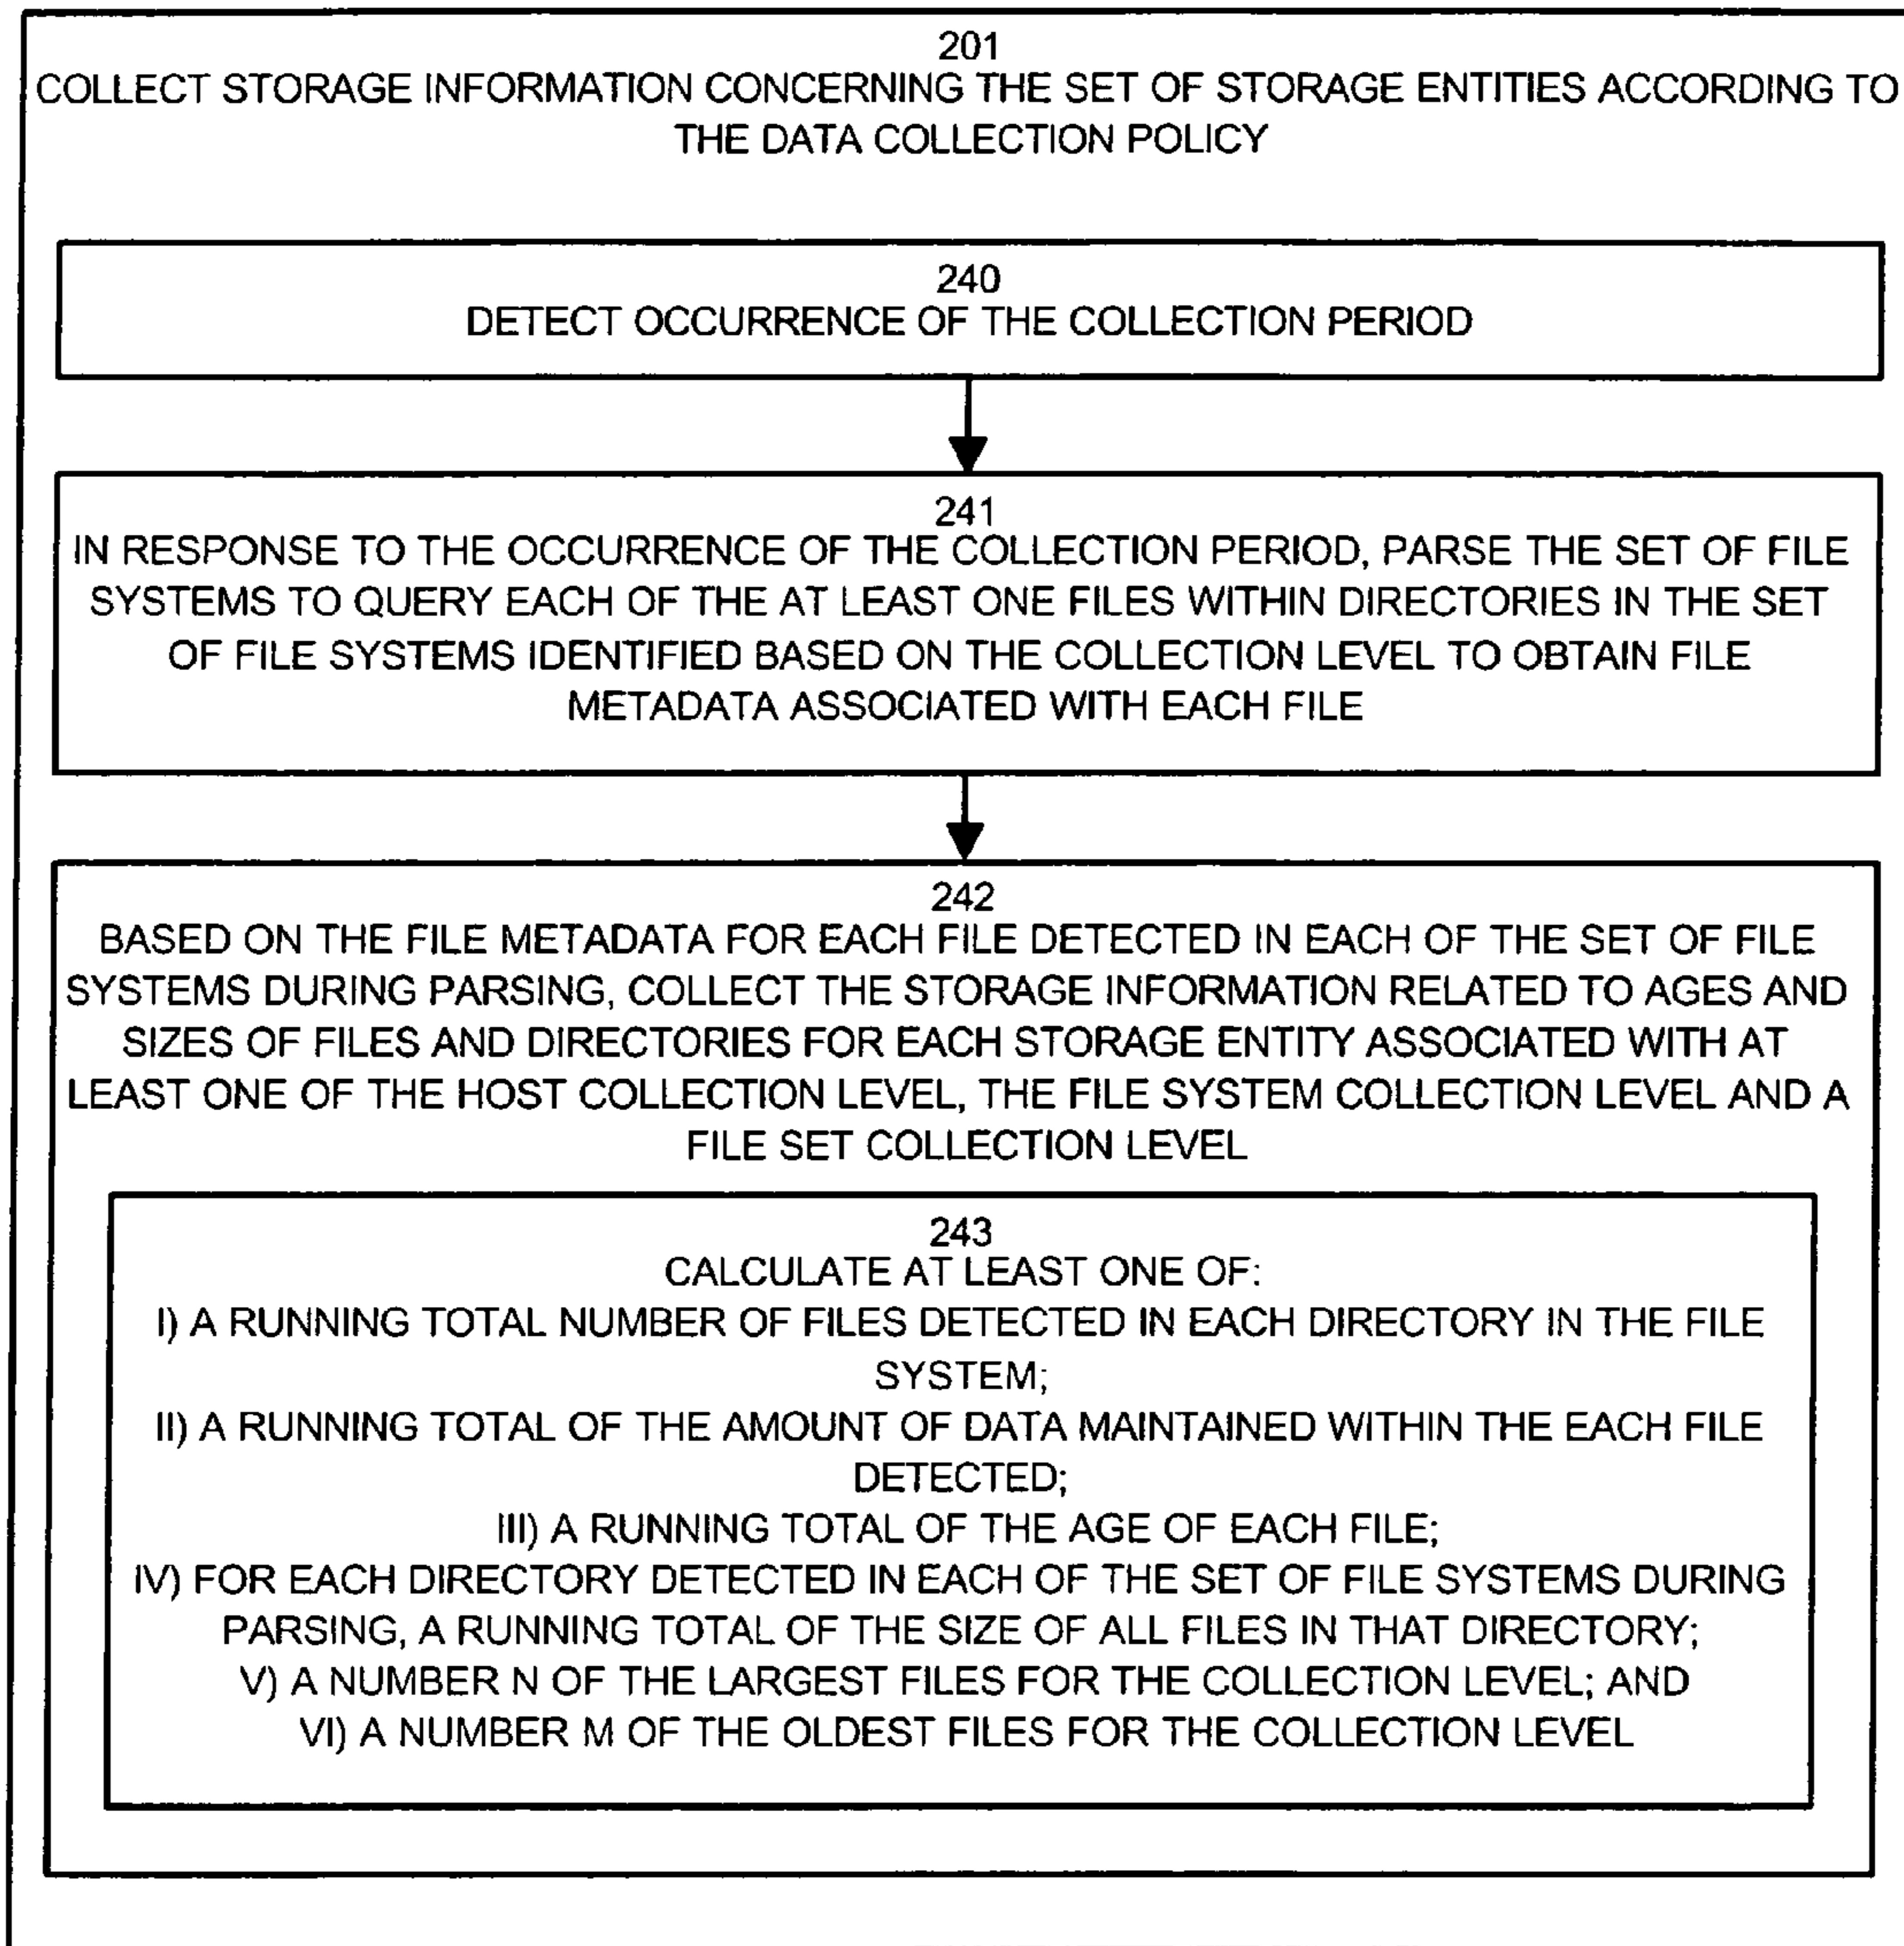 201
COLLECT STORAGE INFORMATION CONCERNING THE SET OF STORAGE ENTITIES ACCORDING TO
THE DATA COLLECTION POLICY
240
DETECT OCCURRENCE OF THE COLLECTION PERIOD
241
IN RESPONSE TO THE OCCURRENCE OF THE COLLECTION PERIOD, PARSE THE SET OF FILE
SYSTEMS TO QUERY EACH OF THE AT LEAST ONE FILES WITHIN DIRECTORIES IN THE SET
OF FILE SYSTEMS IDENTIFIED BASED ON THE COLLECTION LEVEL TO OBTAIN FILE
METADATA ASSOCIATED WITH EACH FILE
242
BASED ON THE FILE METADATA FOR EACH FILE DETECTED IN EACH OF THE SET OF FILE
SYSTEMS DURING PARSING, COLLECT THE STORAGE INFORMATION RELATED TO AGES AND
SIZES OF FILES AND DIRECTORIES FOR EACH STORAGE ENTITY ASSOCIATED WITH AT
LEAST ONE OF THE HOST COLLECTION LEVEL, THE FILE SYSTEM COLLECTION LEVEL AND A
FILE SET COLLECTION LEVEL
243
CALCULATE AT LEAST ONE OF:
I) A RUNNING TOTAL NUMBER OF FILES DETECTED IN EACH DIRECTORY IN THE FILE
SYSTEM;
II) A RUNNING TOTAL OF THE AMOUNT OF DATA MAINTAINED WITHIN THE EACH FILE
DETECTED;
III) A RUNNING TOTAL OF THE AGE OF EACH FILE;
IV) FOR EACH DIRECTORY DETECTED IN EACH OF THE SET OF FILE SYSTEMS DURING
PARSING, A RUNNING TOTAL OF THE SIZE OF ALL FILES IN THAT DIRECTORY;
V) A NUMBER N OF THE LARGEST FILES FOR THE COLLECTION LEVEL; AND
VI) A NUMBER M OF THE OLDEST FILES FOR THE COLLECTION LEVEL